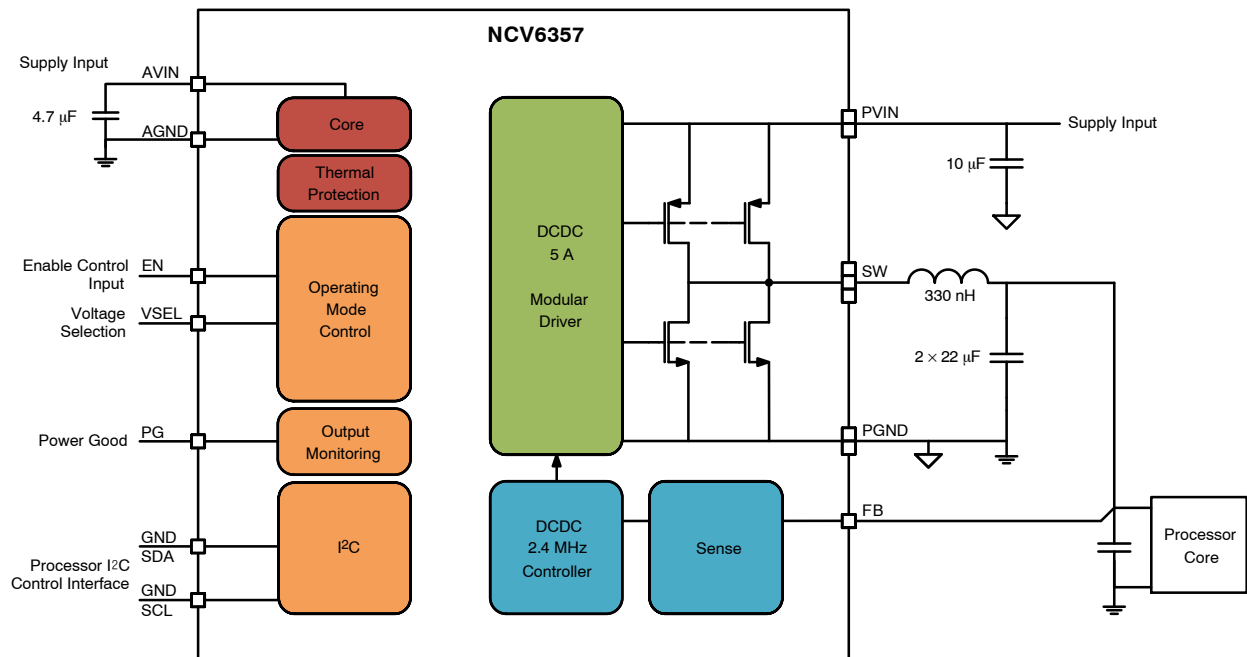 NCV6357
Supply Input
AVIN
4.7 μF
AGND
Core
Thermal
Protection
Enable Control
Input
EN
Voltage
Selection
VSEL
Operating
Mode
Control
Power Good
PG
Output
Monitoring
Processor I²C
Control Interface
GND
SDA
GND
SCL
I²C
DCDC
5 A
Modular
Driver
DCDC
2.4 MHz
Controller
Sense
PVIN
Supply Input
10 μF
SW
330 nH
2 × 22 μF
PGND
FB
Processor
Core